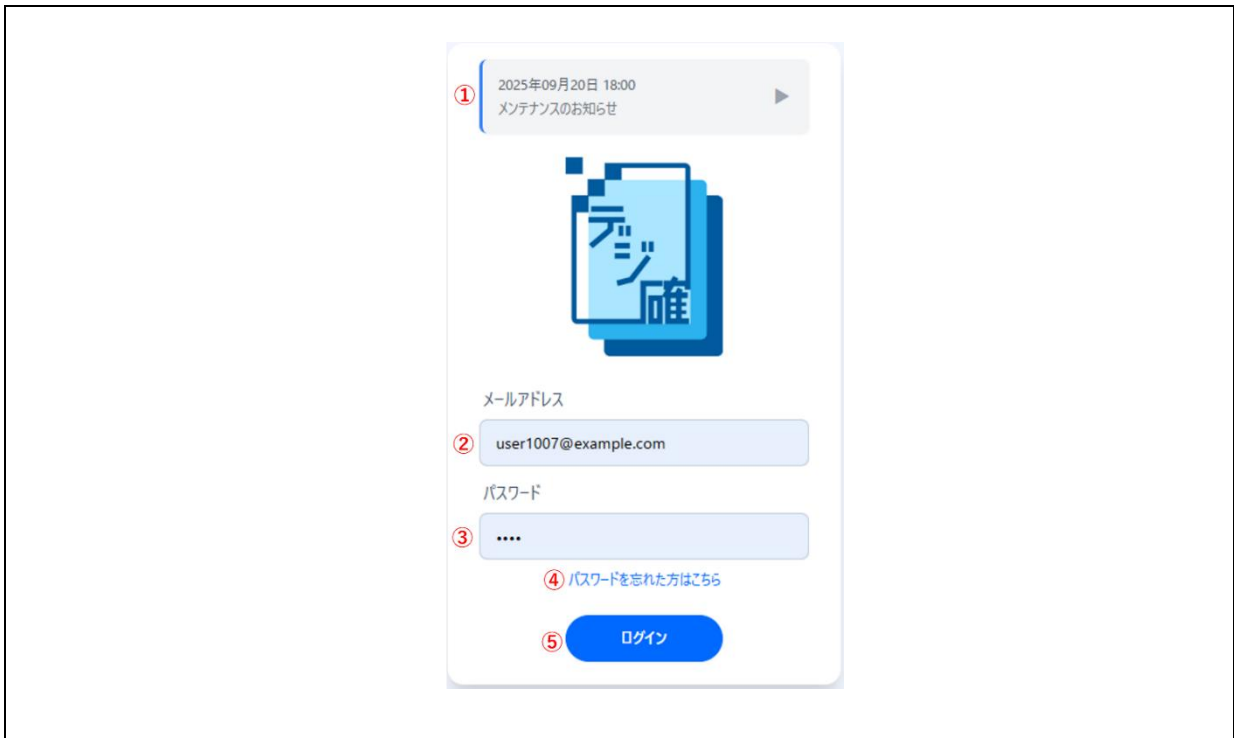 ① 2025年09月20日 18:00
メンテナンスのお知らせ
デジ確
メールアドレス
② user1007@example.com
パスワード
③ ••••
④ パスワードを忘れた方はこちら
⑤ ログイン